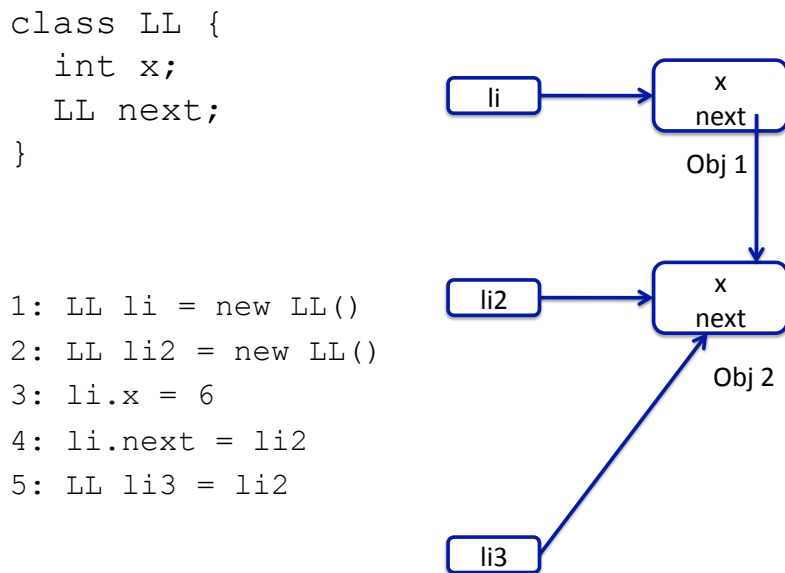 class LL {
int x;
LL next;
}
1: LL li = new LL()
2: LL li2 = new LL()
3: li.x = 6
4: li.next = li2
5: LL li3 = li2
li
x
next
Obj 1
li2
x
next
Obj 2
li3